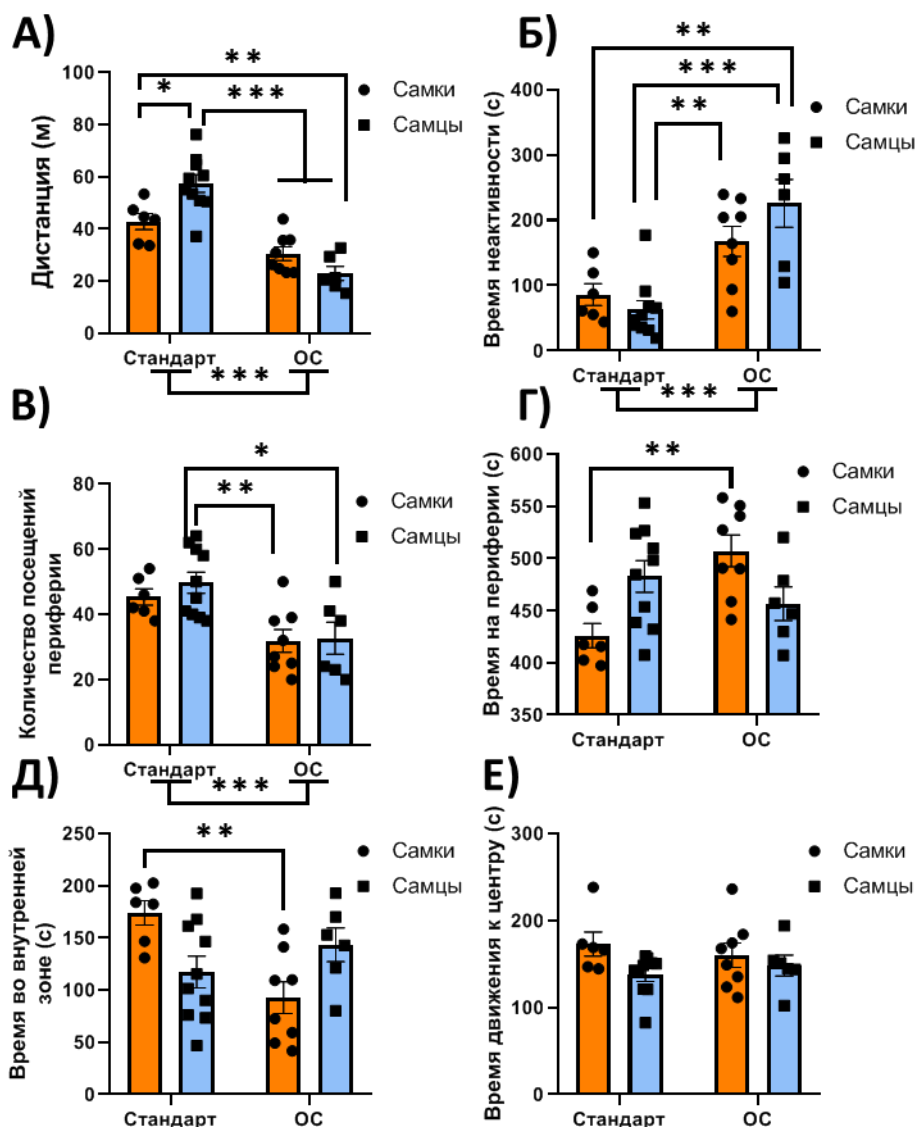 А)
**
*
***
100
80
60
40
20
0
Дистанция (м)
Самки
Самцы
Стандарт
ОС
***
Б)
**
***
**
400
300
200
100
0
Время неактивности (с)
Самки
Самцы
Стандарт
ОС
***
В)
*
**
80
60
40
20
0
Количество посещений
периферии
Самки
Самцы
Стандарт
ОС
***
Г)
**
600
550
500
450
400
350
Время на периферии (с)
Самки
Самцы
Стандарт
ОС
Д)
**
250
200
150
100
50
0
Время во внутренней
зоне (с)
Самки
Самцы
Стандарт
ОС
Е)
300
200
100
0
Время движения к центру (с)
Самки
Самцы
Стандарт
ОС